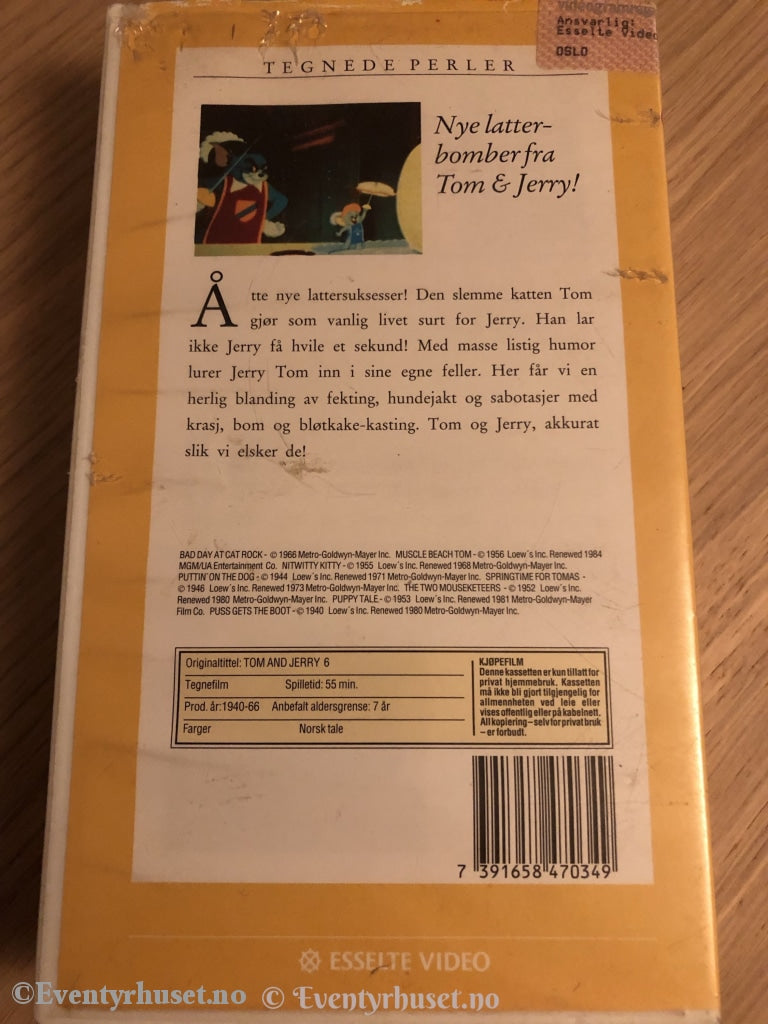 videogramregis
Ansvarlig:
Esselte Video
OSLO
TEGNEDE PERLER
Nye latter-
bomber fra
Tom & Jerry!
Åtte nye lattersuksesser! Den slemme katten Tom
gjør som vanlig livet surt for Jerry. Han lar
ikke Jerry få hvile et sekund! Med masse listig humor
lurer Jerry Tom inn i sine egne feller. Her får vi en
herlig blanding av fekting, hundejakt og sabotasjer med
krasj, bom og bløtkake-kasting. Tom og Jerry, akkurat
slik vi elsker de!
BAD DAY AT CAT ROCK - © 1966 Metro-Goldwyn-Mayer Inc. MUSCLE BEACH TOM - © 1956 Loew´s Inc. Renewed 1984
MGM/UA Entertainment Co. NITWITTY KITTY - © 1955 Loew´s Inc. Renewed 1968 Metro-Goldwyn-Mayer Inc.
PUTTIN´ON THE DOG - © 1944 Loew´s Inc. Renewed 1971 Metro-Goldwyn-Mayer Inc. SPRINGTIME FOR TOMAS -
© 1946 Loew´s Inc. Renewed 1973 Metro-Goldwyn-Mayer Inc. THE TWO MOUSEKETEERS - © 1952 Loew´s Inc.
Renewed 1980 Metro-Goldwyn-Mayer Inc. PUPPY TALE - © 1953 Loew´s Inc. Renewed 1981 Metro-Goldwyn-Mayer
Film Co. PUSS GETS THE BOOT - © 1940 Loew´s Inc. Renewed 1980 Metro-Goldwyn-Mayer Inc.
Originaltittel: TOM AND JERRY 6
Tegnefilm Spilletid: 55 min.
Prod. år: 1940-66 Anbefalt aldersgrense: 7 år
Farger Norsk tale
KJØPEFILM
Denne kassetten er kun tillatt for
privat hjemmebruk. Kassetten
må ikke bli gjort tilgjengelig for
allmennheten ved leie eller
vises offentlig eller på kabelnett.
All kopiering – selv for privat bruk
– er forbudt.
7 391658 470349
ESSELTE VIDEO
©Eventyrhuset.no © Eventyrhuset.no